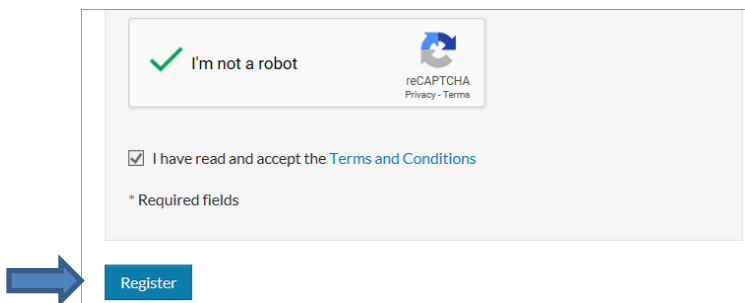 I'm not a robot
reCAPTCHA
Privacy - Terms
I have read and accept the Terms and Conditions
* Required fields
Register